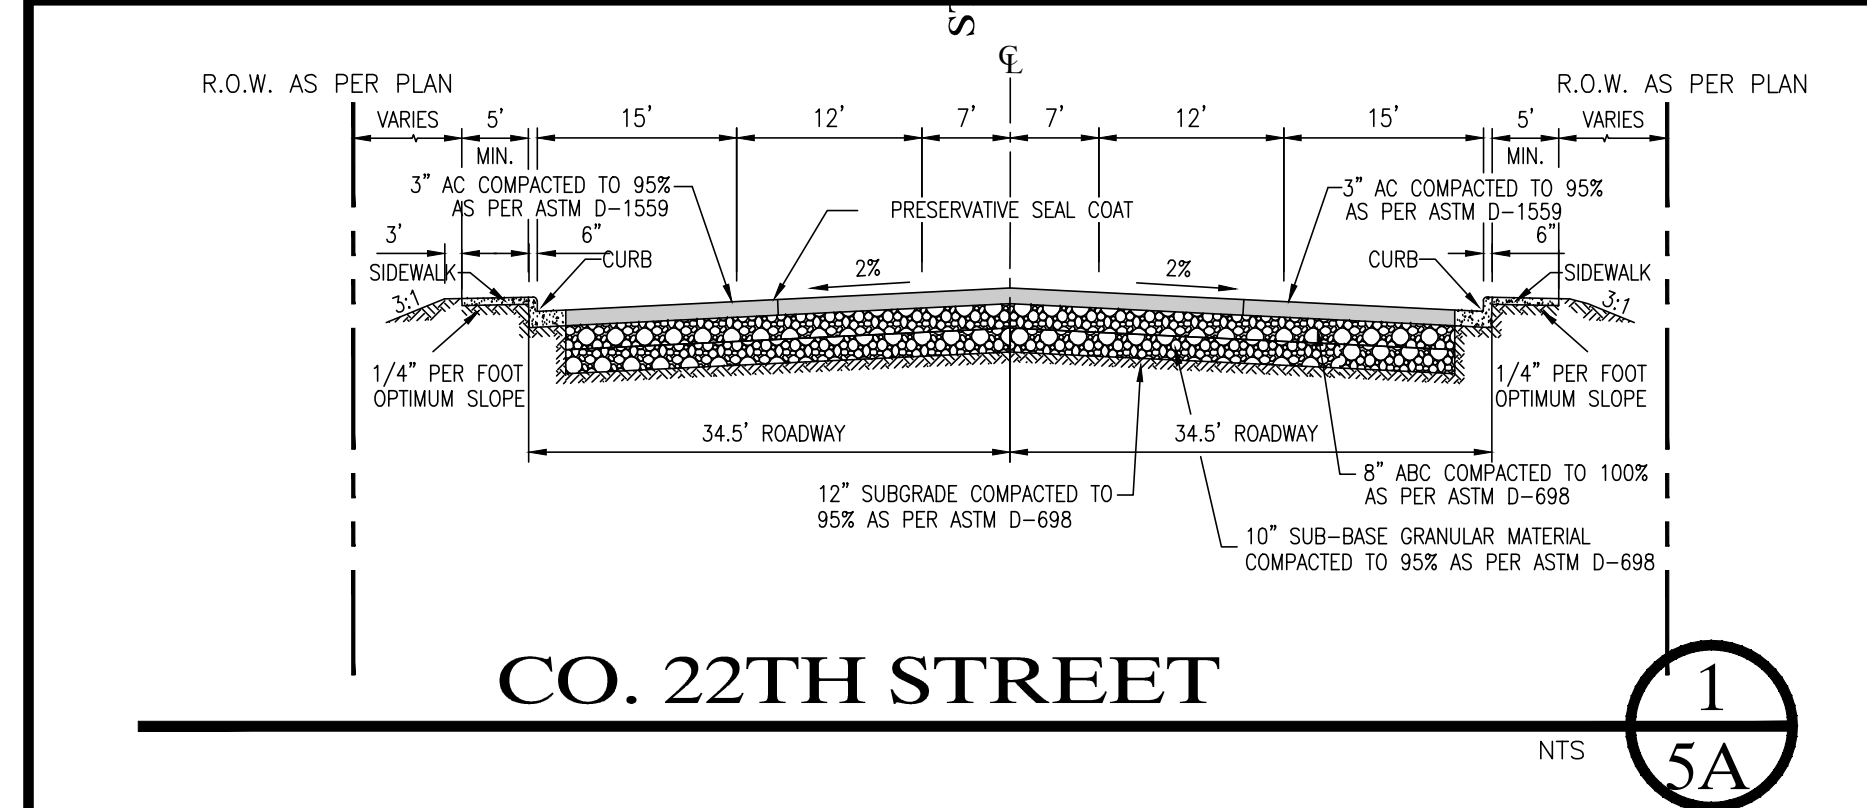 S
℄
R.O.W. AS PER PLAN
R.O.W. AS PER PLAN
VARIES 5' 15' 12' 7' 7' 12' 15' 5' VARIES
MIN.
MIN.
3" AC COMPACTED TO 95%
AS PER ASTM D-1559
PRESERVATIVE SEAL COAT
3" AC COMPACTED TO 95%
AS PER ASTM D-1559
3' 6"
6"
SIDEWALK
CURB
2%
2%
CURB
SIDEWALK
3:1
3:1
1/4" PER FOOT
OPTIMUM SLOPE
1/4" PER FOOT
OPTIMUM SLOPE
34.5' ROADWAY
34.5' ROADWAY
12" SUBGRADE COMPACTED TO
95% AS PER ASTM D-698
8" ABC COMPACTED TO 100%
AS PER ASTM D-698
10" SUB-BASE GRANULAR MATERIAL
COMPACTED TO 95% AS PER ASTM D-698
CO. 22TH STREET
1
NTS
5A